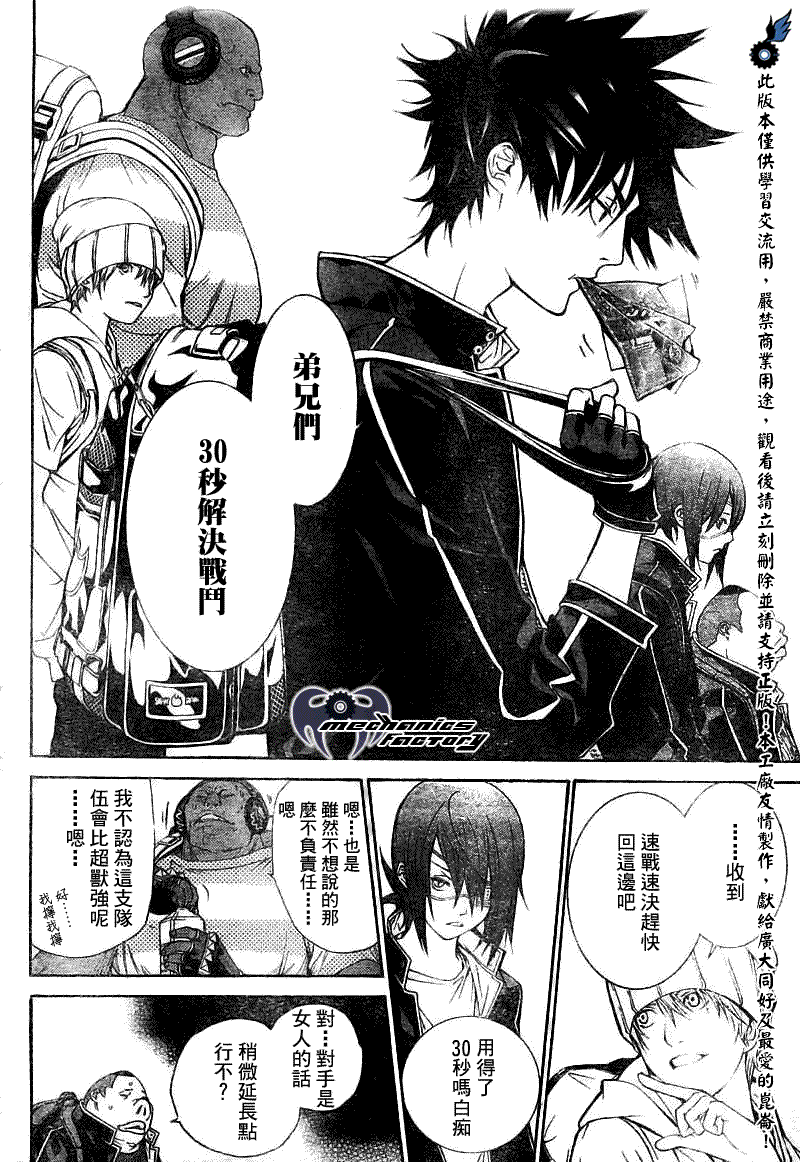 弟兄們
30秒解決戰鬥
……收到
速戰速決趕快
回這邊吧
用得了
30秒嗎白痴
嗯…也是
雖然不想說的那
麼不負責任……
我不認為這支隊
伍會比超獸強呢
……嗯…
好……
我擰我擰
對…對手是
女人的話
稍微延長點
行不?
mechanics
Factory
此版本僅供學習交流用，嚴禁商業用途，觀看後請立刻刪除並請支持正版！本工廠友情製作，獻給廣大同好及最愛的崑崙！